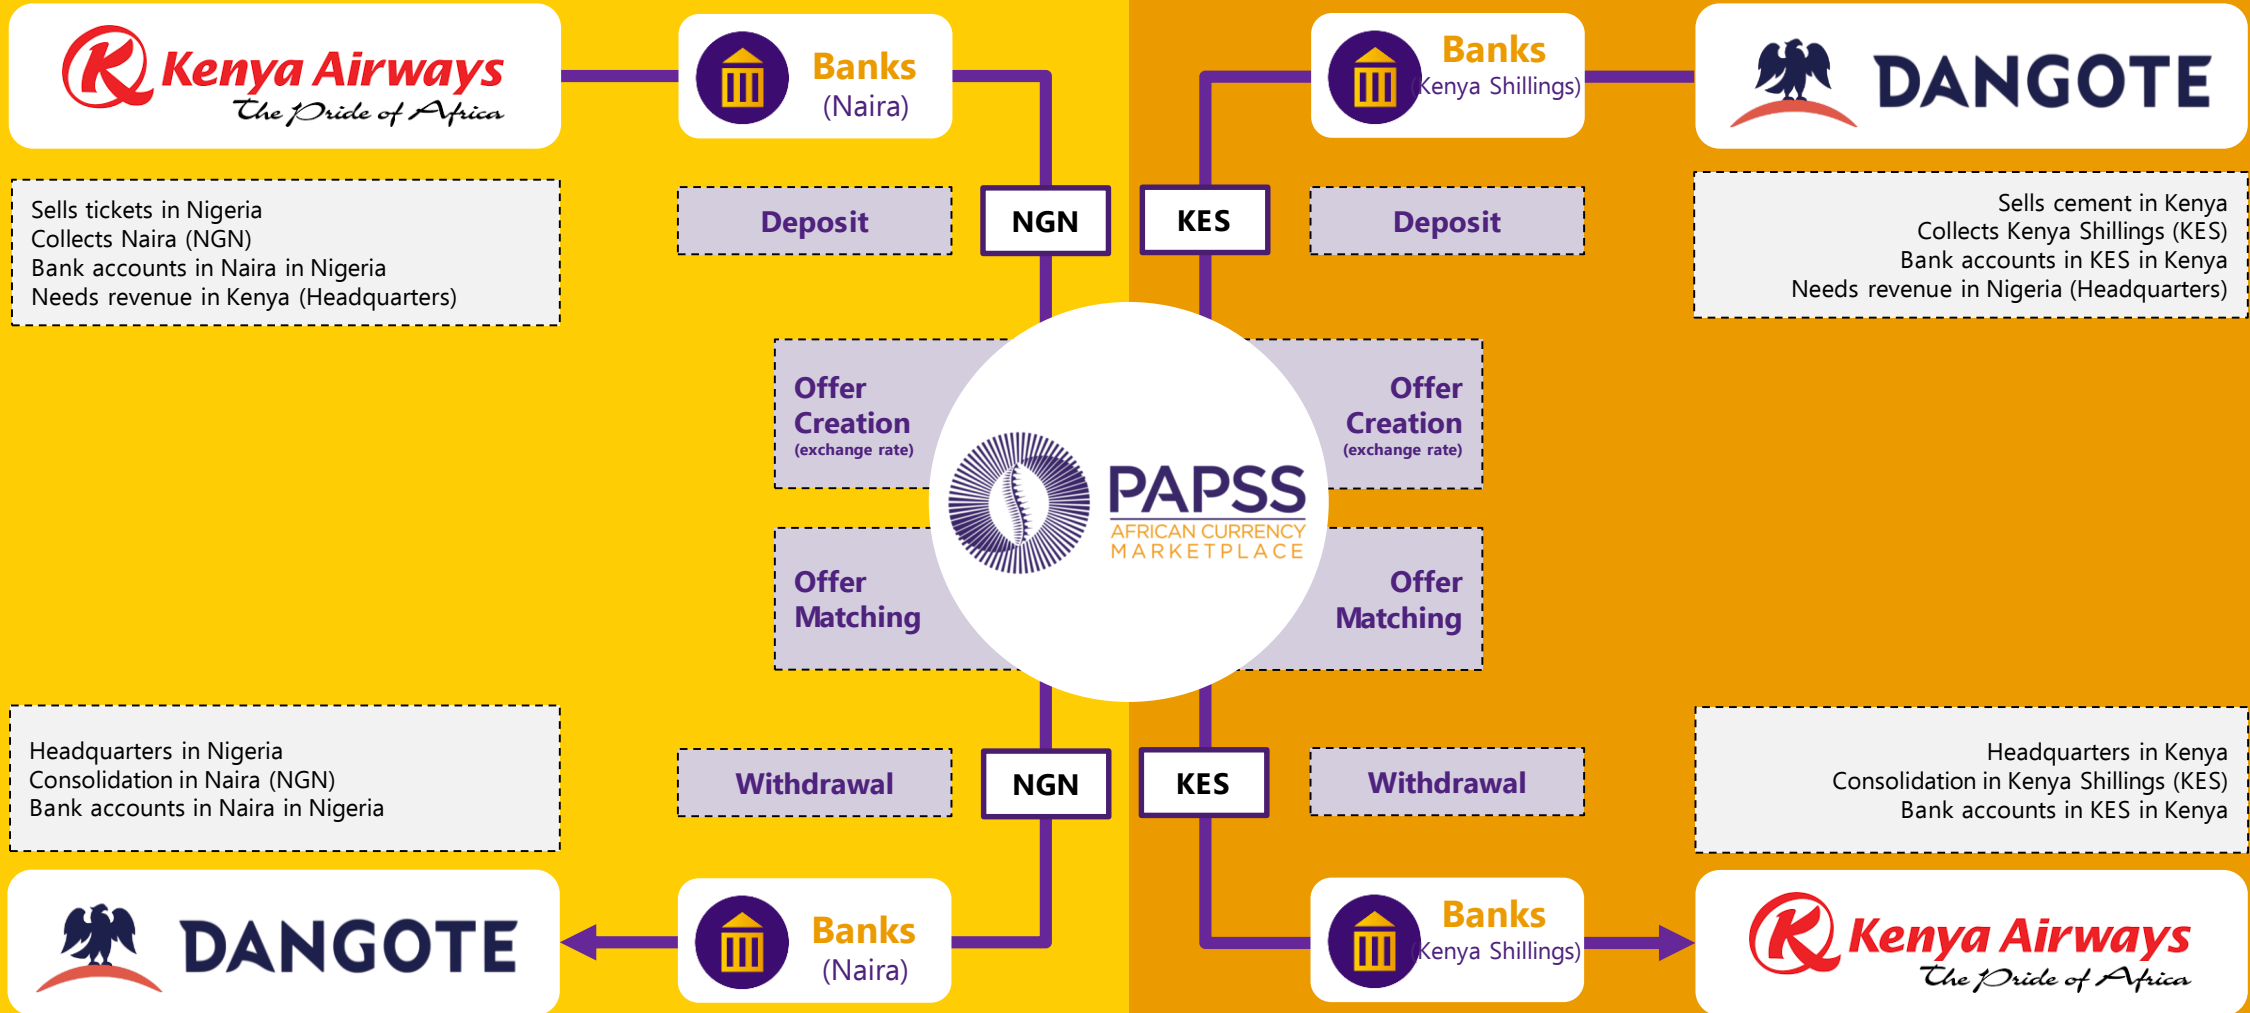 Kenya Airways
The Pride of Africa
Banks
(Naira)
Banks
(Kenya Shillings)
DANGOTE
Sells tickets in Nigeria
Collects Naira (NGN)
Bank accounts in Naira in Nigeria
Needs revenue in Kenya (Headquarters)
Deposit
NGN
KES
Deposit
Sells cement in Kenya
Collects Kenya Shillings (KES)
Bank accounts in KES in Kenya
Needs revenue in Nigeria (Headquarters)
Offer
Creation
(exchange rate)
Offer
Creation
(exchange rate)
PAPSS
AFRICAN CURRENCY
MARKETPLACE
Offer
Matching
Offer
Matching
Headquarters in Nigeria
Consolidation in Naira (NGN)
Bank accounts in Naira in Nigeria
Withdrawal
NGN
KES
Withdrawal
Headquarters in Kenya
Consolidation in Kenya Shillings (KES)
Bank accounts in KES in Kenya
DANGOTE
Banks
(Naira)
Banks
(Kenya Shillings)
Kenya Airways
The Pride of Africa